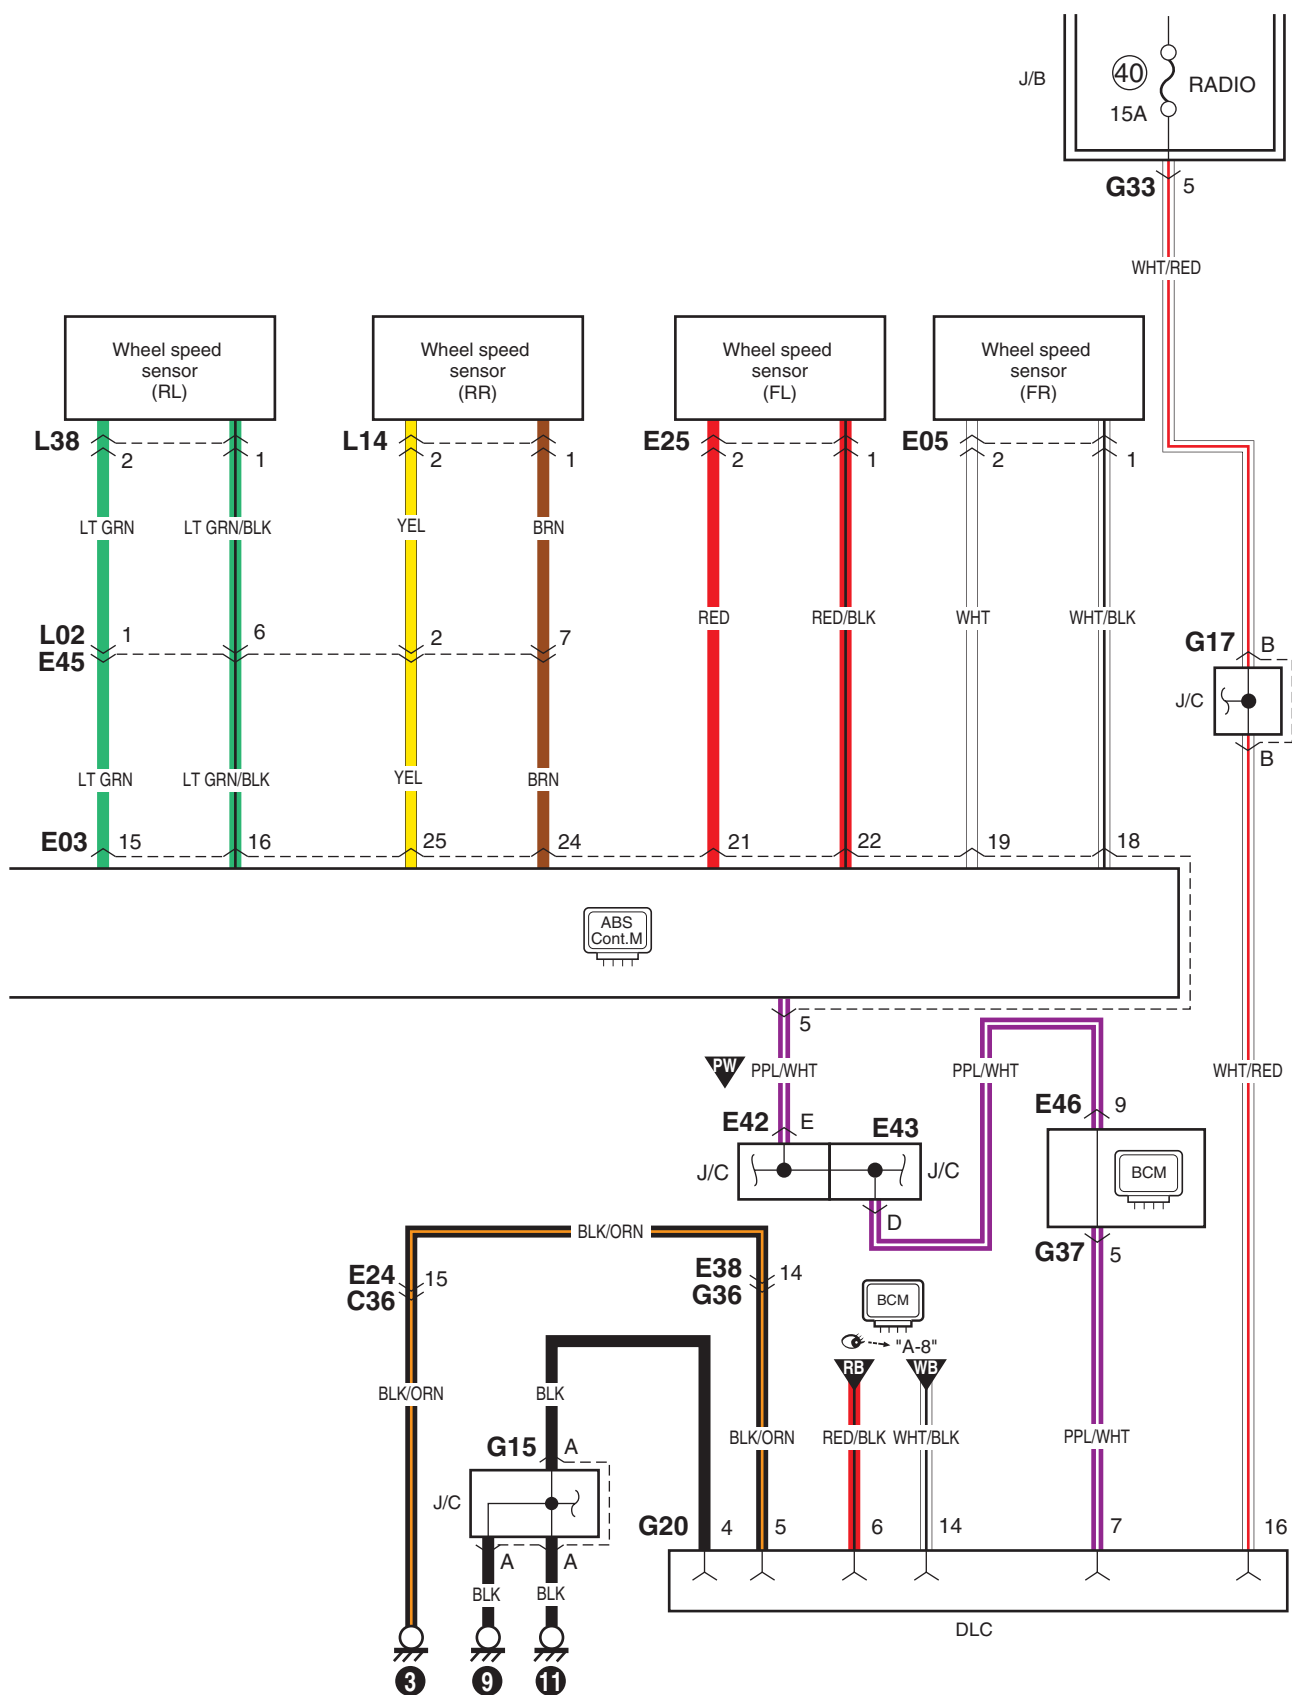 J/B
40
RADIO
15A
G33 5
WHT/RED
Wheel speed
sensor
(RL)
Wheel speed
sensor
(RR)
Wheel speed
sensor
(FL)
Wheel speed
sensor
(FR)
L38 2 1
L14 2 1
E25 2 1
E05 2 1
LT GRN
LT GRN/BLK
YEL
BRN
RED
RED/BLK
WHT
WHT/BLK
L02 1 6 2 7
E45
G17 B
J/C
B
LT GRN
LT GRN/BLK
YEL
BRN
E03 15 16 25 24 21 22 19 18
ABS
Cont.M
5
PW
PPL/WHT
PPL/WHT
WHT/RED
E42 E
E43
E46 9
J/C
J/C
BCM
D
BLK/ORN
G37 5
E24 15
C36
E38 14
G36
BCM
"A-8"
RB
WB
BLK/ORN
BLK
BLK/ORN
RED/BLK
WHT/BLK
PPL/WHT
G15 A
J/C
A
A
G20 4 5 6 14 7 16
BLK
BLK
DLC
3
9
11